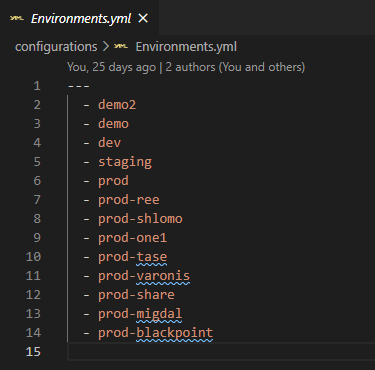 Environments.yml ×
configurations > Environments.yml
You, 25 days ago | 2 authors (You and others)
1 ---
2 - demo2
3 - demo
4 - dev
5 - staging
6 - prod
7 - prod-ree
8 - prod-shlomo
9 - prod-one1
10 - prod-tase
11 - prod-varonis
12 - prod-share
13 - prod-migdal
14 - prod-blackpoint
15